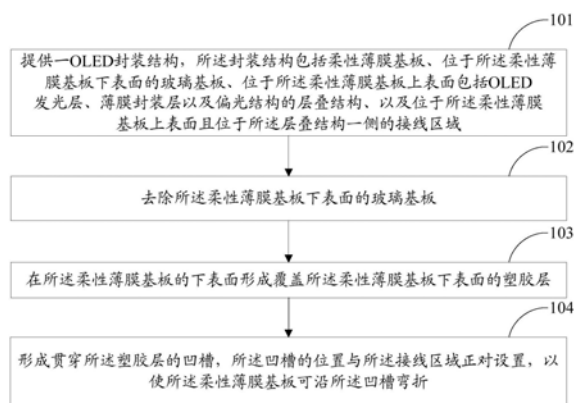 101
提供一OLED封装结构，所述封装结构包括柔性薄膜基板、位于所述柔性薄
膜基板下表面的玻璃基板、位于所述柔性薄膜基板上表面包括OLED
发光层、薄膜封装层以及偏光结构的层叠结构、以及位于所述柔性薄膜
基板上表面且位于所述层叠结构一侧的接线区域
102
去除所述柔性薄膜基板下表面的玻璃基板
103
在所述柔性薄膜基板的下表面形成覆盖所述柔性薄膜基板下表面的塑胶层
104
形成贯穿所述塑胶层的凹槽，所述凹槽的位置与所述接线区域正对设置，以
使所述柔性薄膜基板可沿所述凹槽弯折